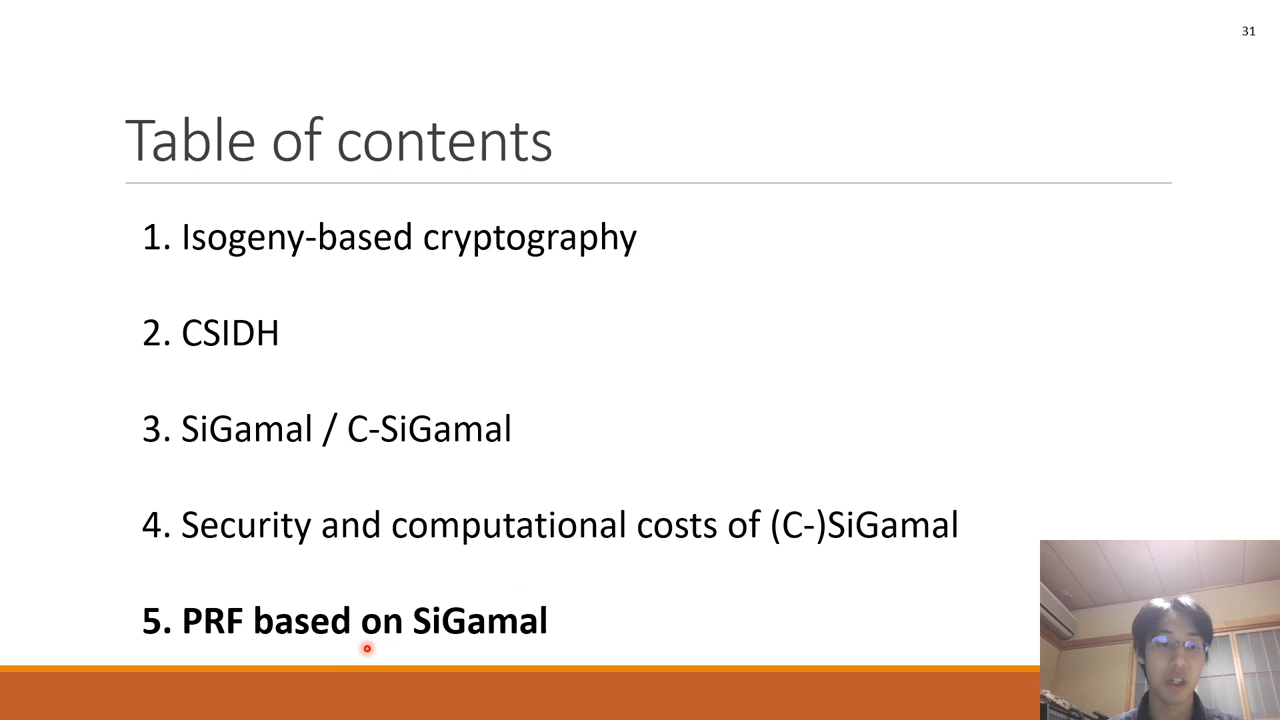 31
Table of contents
1. Isogeny-based cryptography
2. CSIDH
3. SiGamal / C-SiGamal
4. Security and computational costs of (C-)SiGamal
5. PRF based on SiGamal